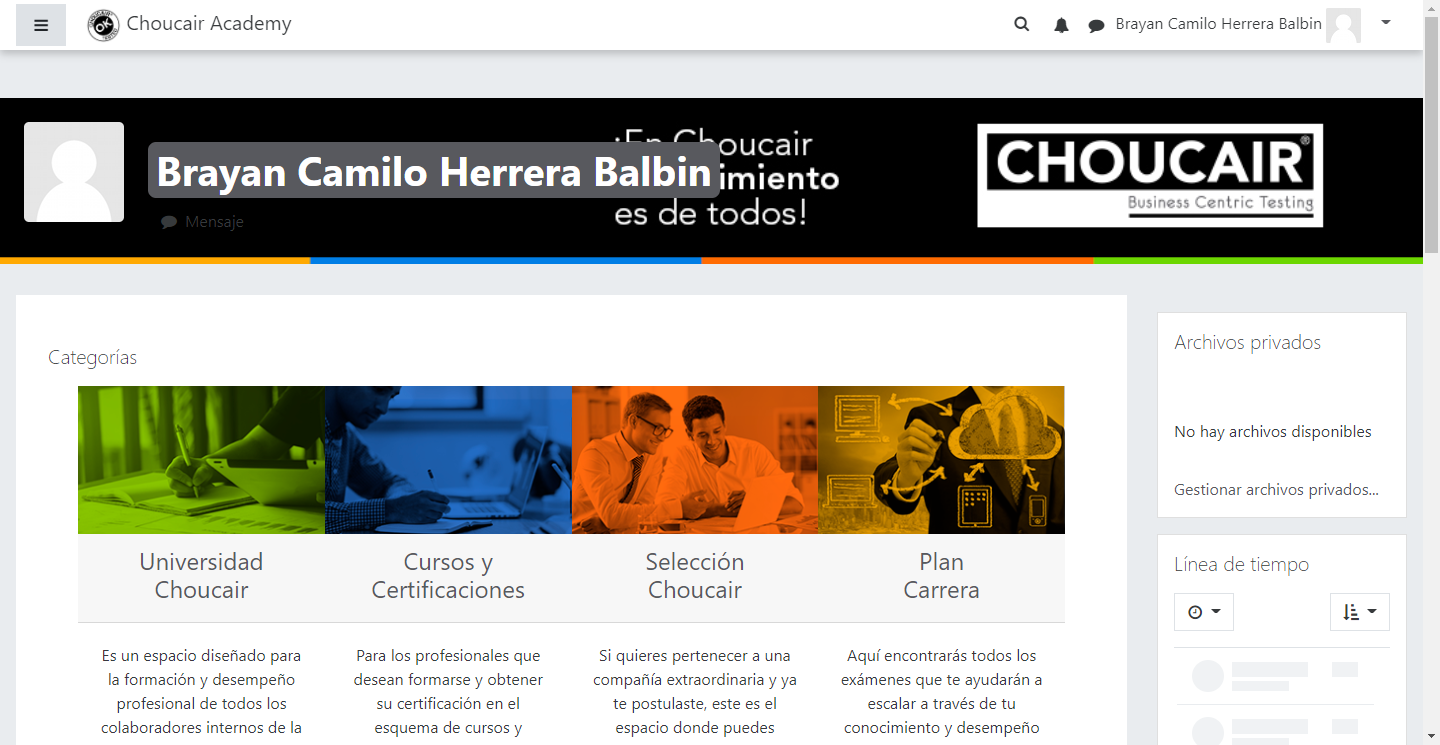 Choucair Academy
Brayan Camilo Herrera Balbin
¡En Choucair
Brayan Camilo Herrera Balbin
imiento
es de todos!
Mensaje
CHOUCAIR®
Business Centric Testing
Categorías
Universidad
Choucair
Cursos y
Certificaciones
Selección
Choucair
Plan
Carrera
Es un espacio diseñado para
la formación y desempeño
profesional de todos los
colaboradores internos de la
Para los profesionales que
desean formarse y obtener
su certificación en el
esquema de cursos y
Si quieres pertenecer a una
compañía extraordinaria y ya
te postulaste, este es el
espacio donde puedes
Aquí encontrarás todos los
exámenes que te ayudarán a
escalar a través de tu
conocimiento y desempeño
Archivos privados
No hay archivos disponibles
Gestionar archivos privados...
Línea de tiempo